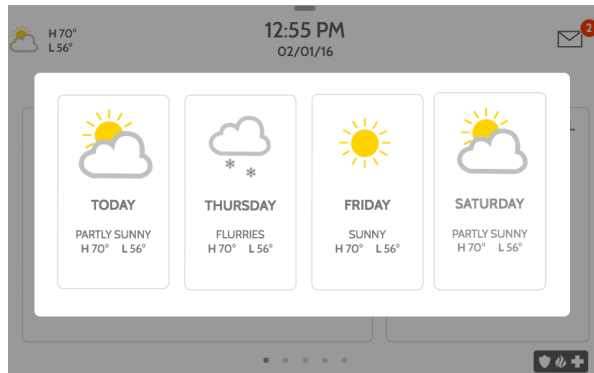 H 70°
L 56°
12:55 PM
02/01/16
2
TODAY
PARTLY SUNNY
H 70° L 56°
THURSDAY
FLURRIES
H 70° L 56°
FRIDAY
SUNNY
H 70° L 56°
SATURDAY
PARTLY SUNNY
H 70° L 56°